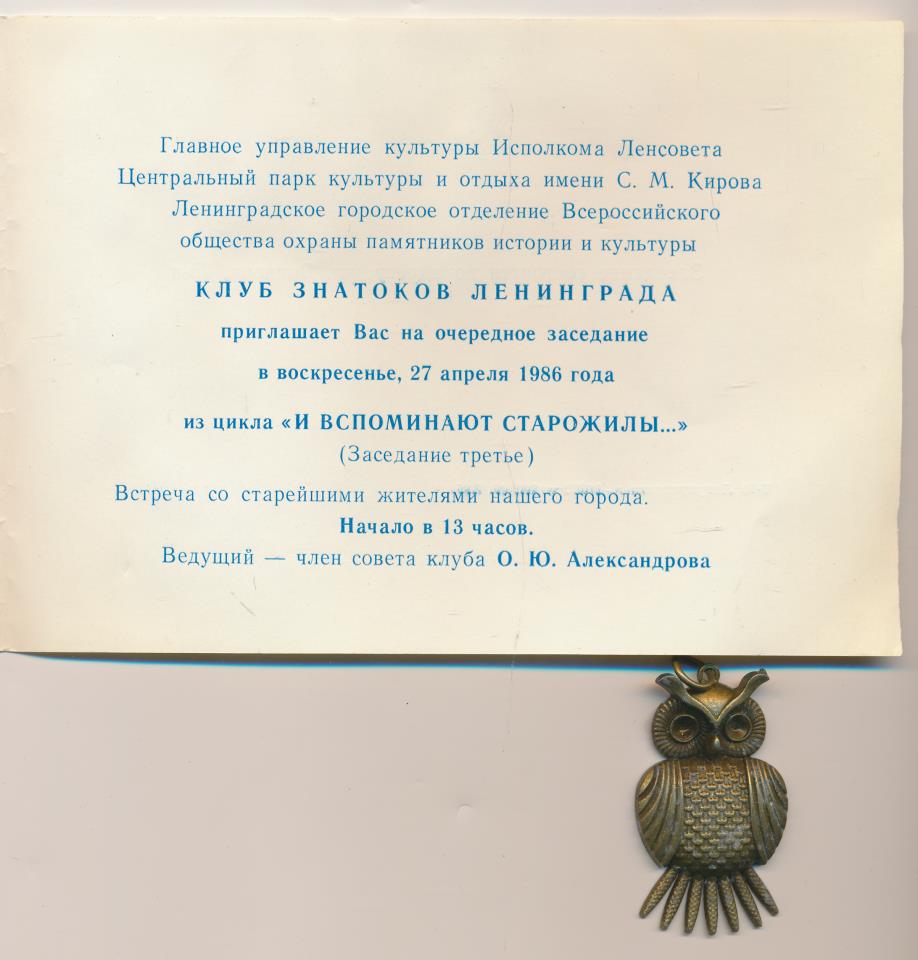 Главное управление культуры Исполкома Ленсовета
Центральный парк культуры и отдыха имени С. М. Кирова
Ленинградское городское отделение Всероссийского
общества охраны памятников истории и культуры
КЛУБ ЗНАТОКОВ ЛЕНИНГРАДА
приглашает Вас на очередное заседание
в воскресенье, 27 апреля 1986 года
из цикла «И ВСПОМИНАЮТ СТАРОЖИЛЫ...»
(Заседание третье)
Встреча со старейшими жителями нашего города.
Начало в 13 часов.
Ведущий — член совета клуба О. Ю. Александрова